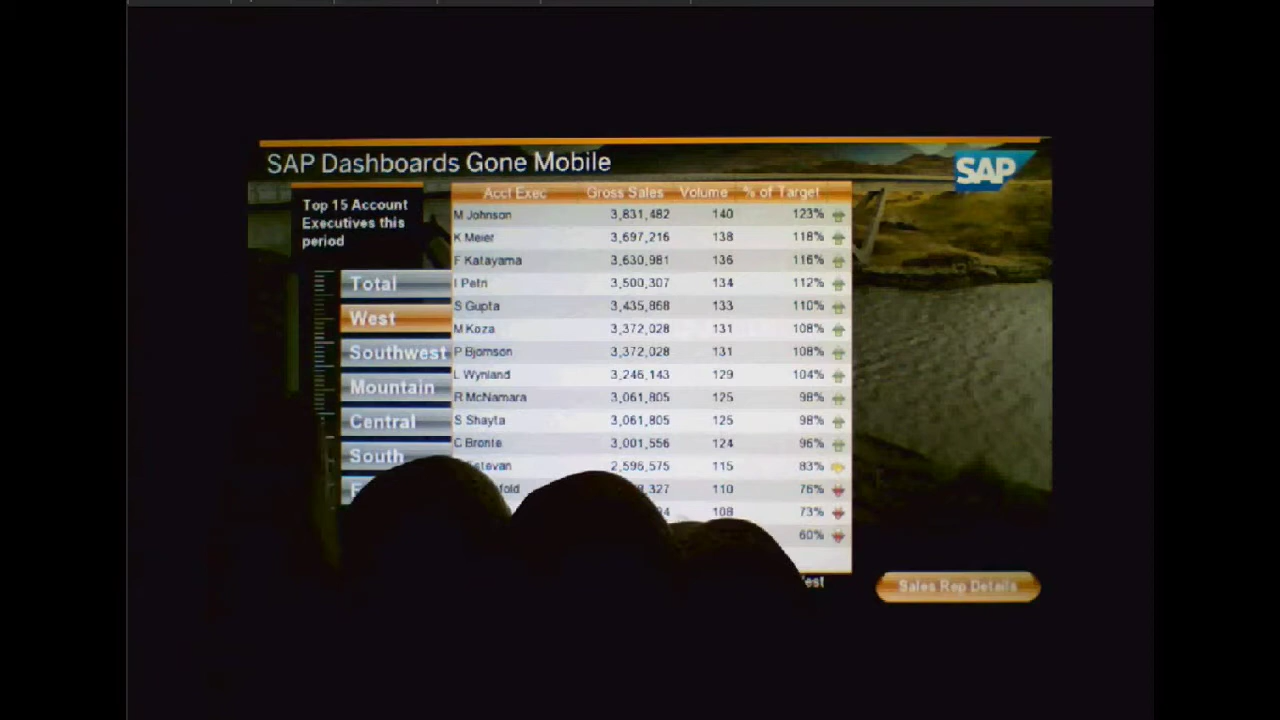 SAP Dashboards Gone Mobile
SAP
Top 15 Account
Executives this
period
Total
West
Southwest
Mountain
Central
South
Acct Exec Gross Sales Volume % of Target
M Johnson 3,831,482 140 123%
K Meier 3,697,216 138 118%
F Katayama 3,630,981 136 116%
I Petri 3,500,307 134 112%
S Gupta 3,435,868 133 110%
M Koza 3,372,028 131 108%
P Bjornson 3,372,028 131 108%
L Wynland 3,246,143 129 104%
R McNamara 3,061,805 125 98%
S Shayta 3,061,805 125 98%
C Bronte 3,001,556 124 96%
Estevan 2,596,575 115 83%
110 76%
108 73%
60%
Sales Rep Details